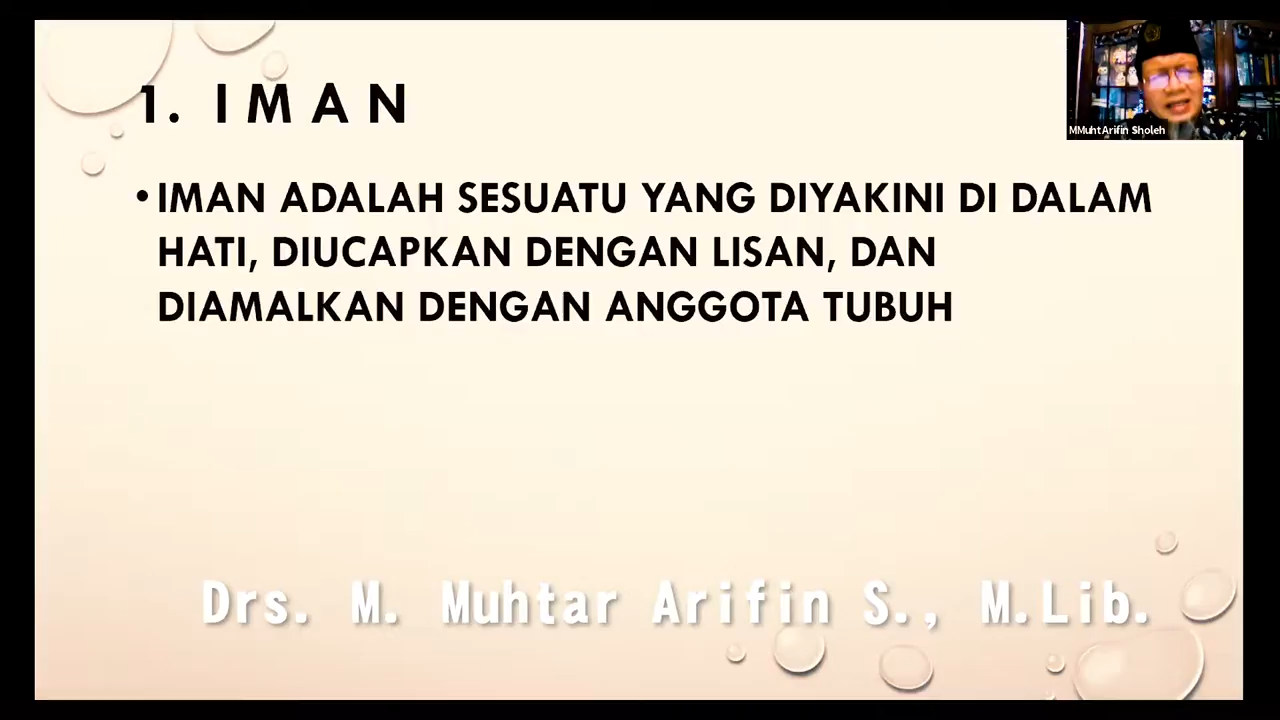 1. I M A N
MMuhtArifin Sholeh
• IMAN ADALAH SESUATU YANG DIYAKINI DI DALAM
HATI, DIUCAPKAN DENGAN LISAN, DAN
DIAMALKAN DENGAN ANGGOTA TUBUH
Drs. M. Muhtar Arifin S., M.Lib.